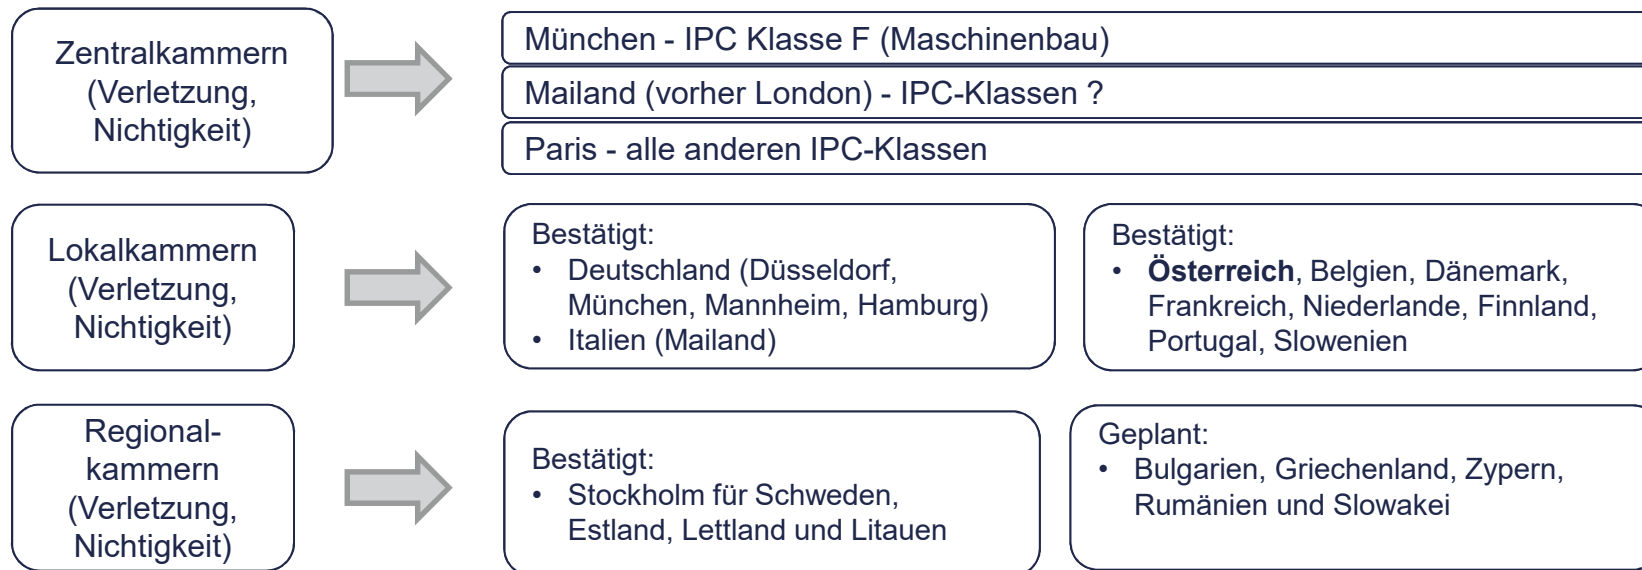 Zentralkammern
(Verletzung,
Nichtigkeit)
München - IPC Klasse F (Maschinenbau)
Mailand (vorher London) - IPC-Klassen ?
Paris - alle anderen IPC-Klassen
Lokalkammern
(Verletzung,
Nichtigkeit)
Bestätigt:
• Deutschland (Düsseldorf,
München, Mannheim, Hamburg)
• Italien (Mailand)
Bestätigt:
• Österreich, Belgien, Dänemark,
Frankreich, Niederlande, Finnland,
Portugal, Slowenien
Regional-
kammern
(Verletzung,
Nichtigkeit)
Bestätigt:
• Stockholm für Schweden,
Estland, Lettland und Litauen
Geplant:
• Bulgarien, Griechenland, Zypern,
Rumänien und Slowakei